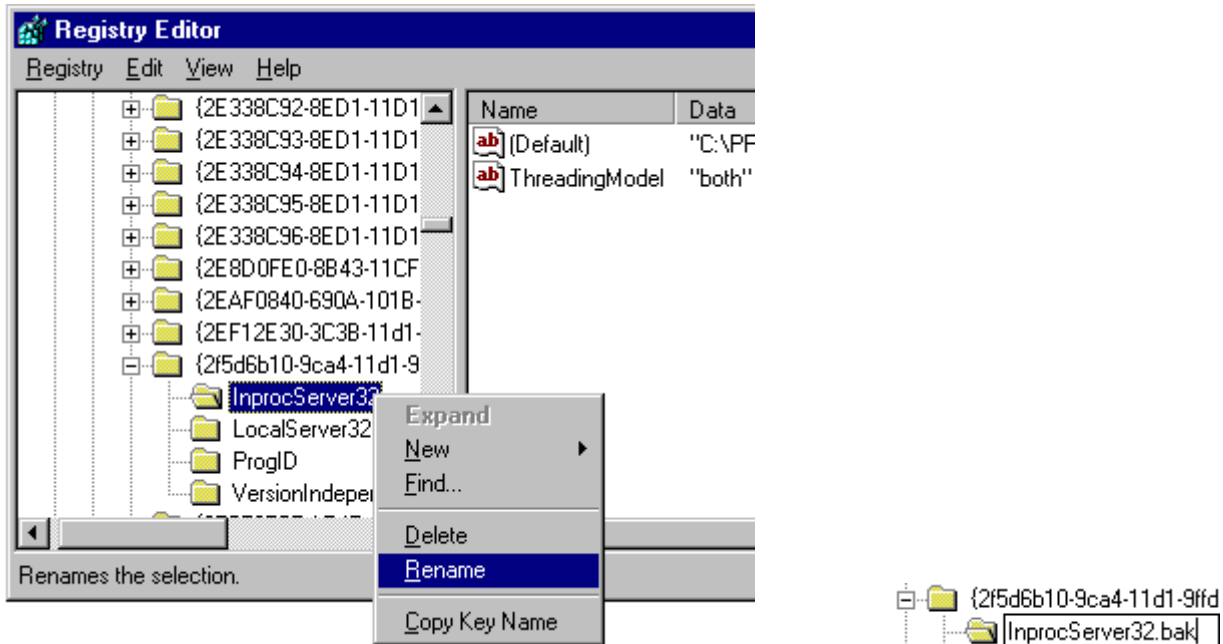 Registry Editor
Registry Edit View Help
{2E338C92-8ED1-11D1
{2E338C93-8ED1-11D1
{2E338C94-8ED1-11D1
{2E338C95-8ED1-11D1
{2E338C96-8ED1-11D1
{2E8D0FE0-8B43-11CF
{2EAF0840-690A-101B-
{2EF12E30-3C3B-11d1-
{2f5d6b10-9ca4-11d1-9
InprocServer32
LocalServer32
ProgID
VersionIndeper
Name Data
ab (Default) "C:\PF
ab ThreadingModel "both"
Expand
New
Find...
Delete
Rename
Copy Key Name
Renames the selection.
{2f5d6b10-9ca4-11d1-9ffd
InprocServer32.bak